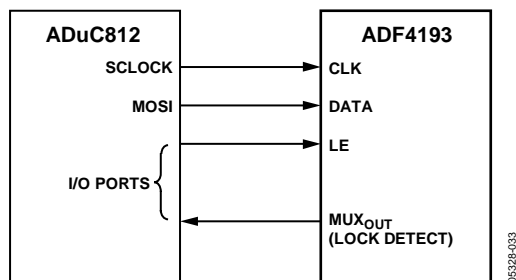 ADuC812
ADF4193
SCLOCK
CLK
MOSI
DATA
LE
I/O PORTS
MUXOUT
(LOCK DETECT)
05328-033